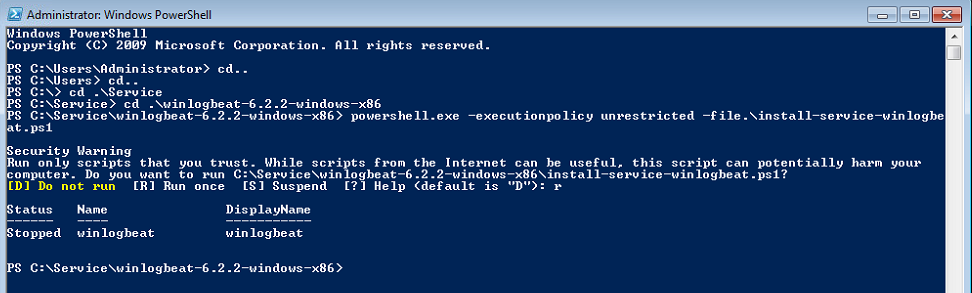 Administrator: Windows PowerShell
Windows PowerShell
Copyright (C) 2009 Microsoft Corporation. All rights reserved.
PS C:\Users\Administrator> cd..
PS C:\Users> cd..
PS C:\> cd .\Service
PS C:\Service> cd .\winlogbeat-6.2.2-windows-x86
PS C:\Service\winlogbeat-6.2.2-windows-x86> powershell.exe -executionpolicy unrestricted -file.\install-service-winlogbe
at.ps1
Security Warning
Run only scripts that you trust. While scripts from the Internet can be useful, this script can potentially harm your
computer. Do you want to run C:\Service\winlogbeat-6.2.2-windows-x86\install-service-winlogbeat.ps1?
[D] Do not run  [R] Run once  [S] Suspend  [?] Help (default is "D"): r
Status   Name               DisplayName
------   ----               -----------
Stopped  winlogbeat         winlogbeat
PS C:\Service\winlogbeat-6.2.2-windows-x86>